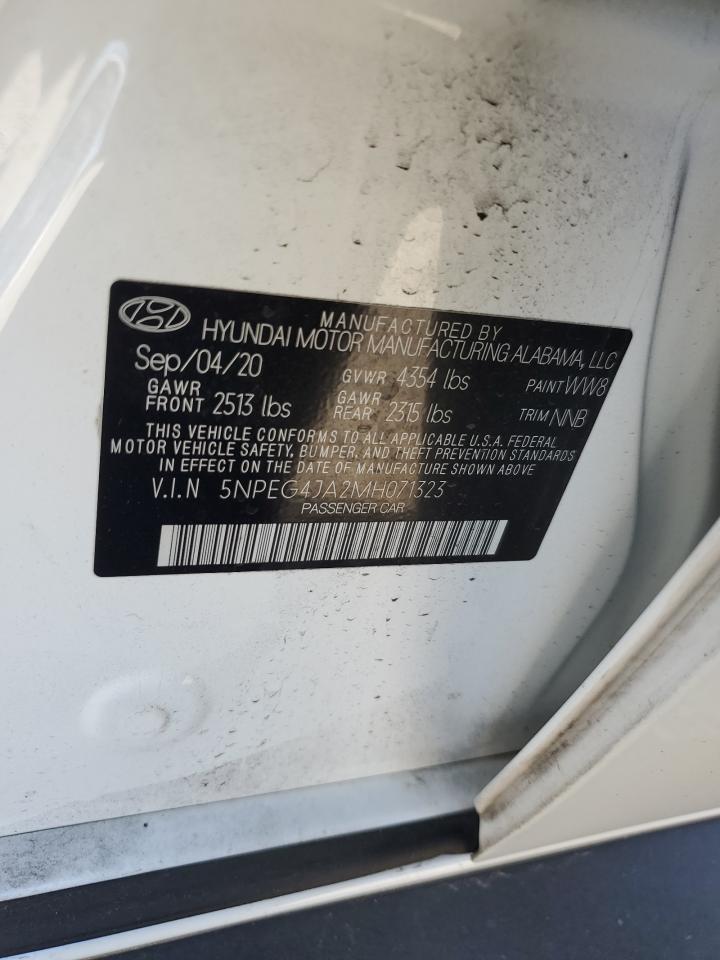 MANUFACTURED BY
HYUNDAI MOTOR MANUFACTURING ALABAMA, LLC
Sep/04/20 GVWR 4354 lbs PAINT WW8
GAWR FRONT 2513 lbs GAWR REAR 2315 lbs TRIM NNB
THIS VEHICLE CONFORMS TO ALL APPLICABLE U.S.A. FEDERAL
MOTOR VEHICLE SAFETY, BUMPER, AND THEFT PREVENTION STANDARDS
IN EFFECT ON THE DATE OF MANUFACTURE SHOWN ABOVE
V.I.N 5NPEG4JA2MH071323
PASSENGER CAR